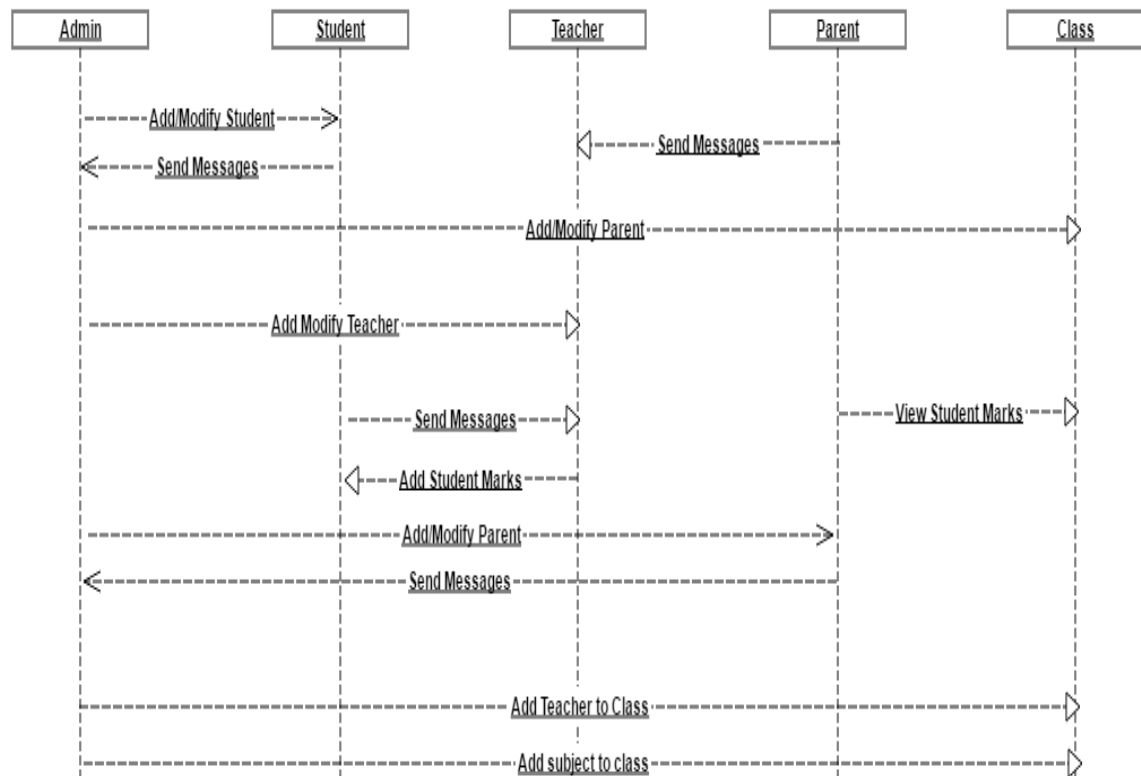 Admin
Student
Teacher
Parent
Class
Add/Modify Student
Send Messages
Send Messages
Add/Modify Parent
Add Modify Teacher
View Student Marks
Send Messages
Add Student Marks
Add/Modify Parent
Send Messages
Add Teacher to Class
Add subject to class